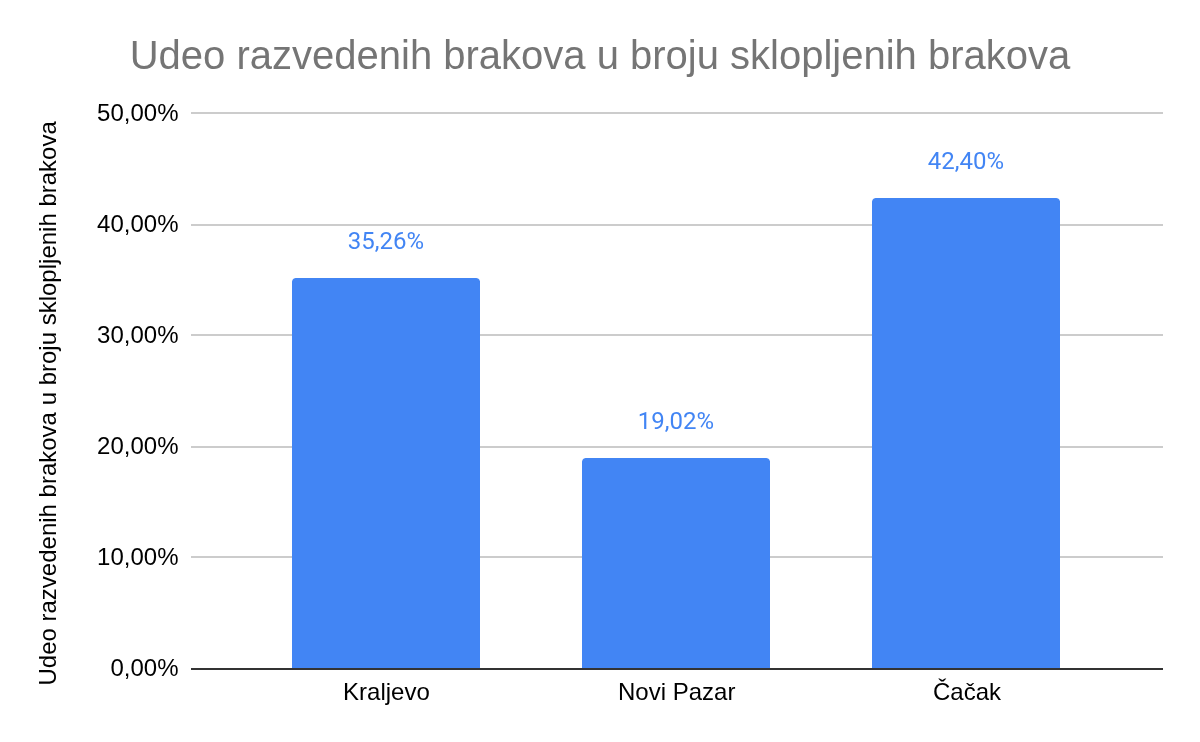 Udeo razvedenih brakova u broju sklopljenih brakova
Udeo razvedenih brakova u broju sklopljenih brakova
50,00%
40,00%
30,00%
20,00%
10,00%
0,00%
35,26%
19,02%
42,40%
Kraljevo
Novi Pazar
Čačak